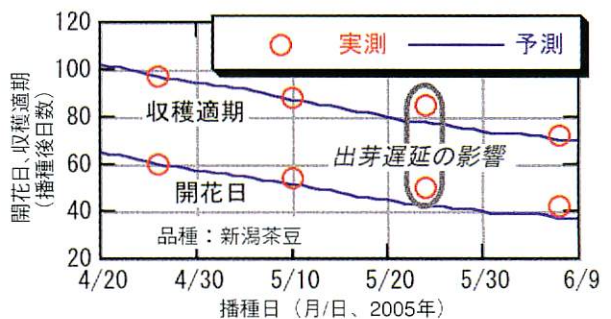 120
100
80
60
40
20
開花日、収穫適期
(播種後日数)
実測
予測
収穫適期
出芽遅延の影響
開花日
品種：新潟茶豆
4/20
4/30
5/10
5/20
5/30
6/9
播種日（月/日、2005年）